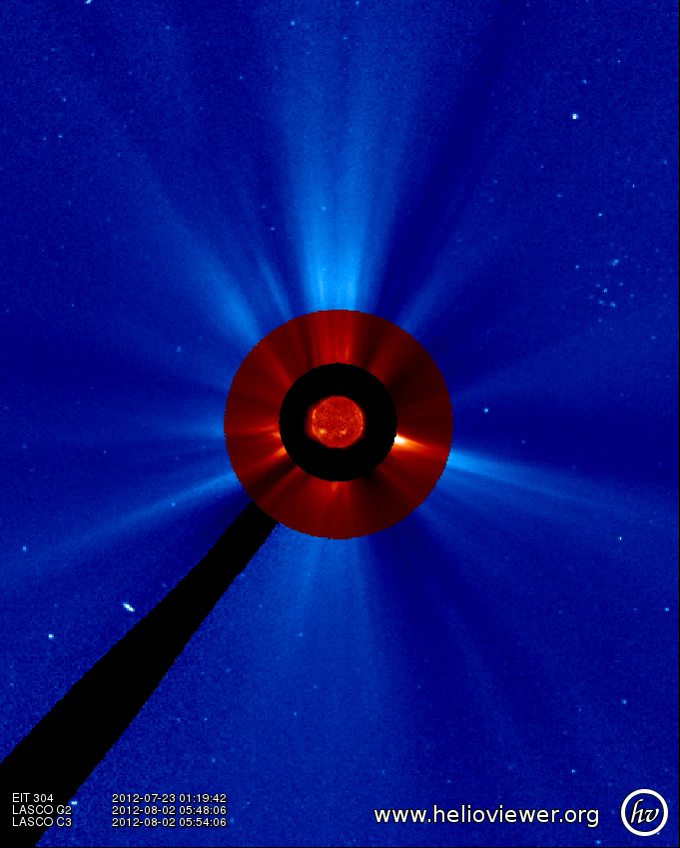 EIT 304 2012-07-23 01:19:42
LASCO C2 2012-08-02 05:48:06
LASCO C3 2012-08-02 05:54:06
www.helioviewer.org
hv